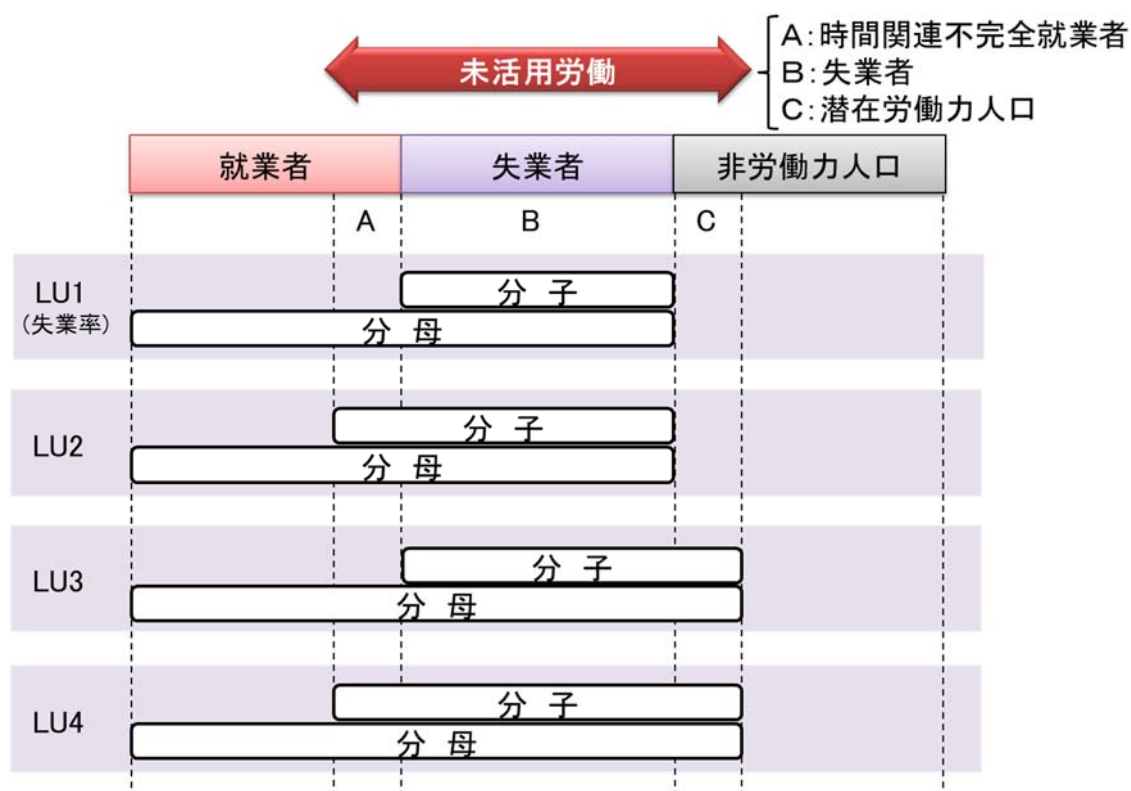 未活用労働
A:時間関連不完全就業者
B:失業者
C:潜在労働力人口
就業者
失業者
非労働力人口
A
B
C
LU1
(失業率)
分 子
分 母
LU2
分 子
分 母
LU3
分 子
分 母
LU4
分 子
分 母